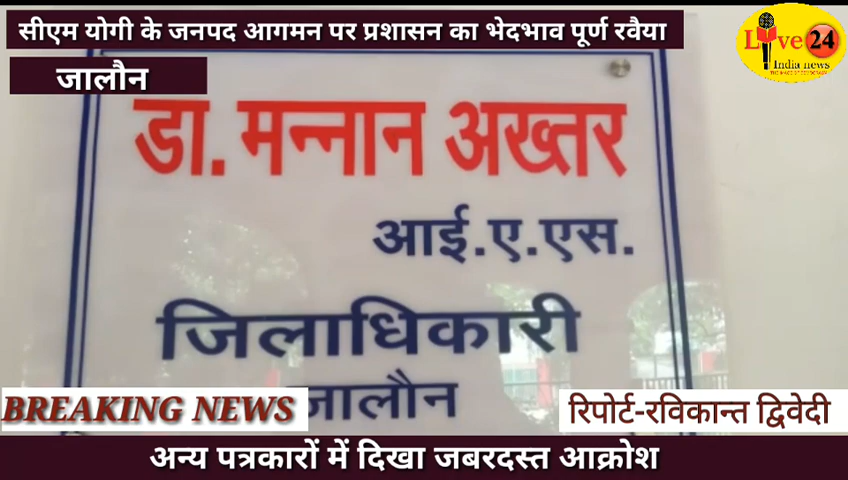 सीएम योगी के जनपद आगमन पर प्रशासन का भेदभाव पूर्ण रवैया
Live 24
India news
जालौन
डा. मन्नान अख्तर
आई.ए.एस.
जिलाधिकारी
जालौन
BREAKING NEWS
रिपोर्ट-रविकान्त द्विवेदी
अन्य पत्रकारों में दिखा जबरदस्त आक्रोश